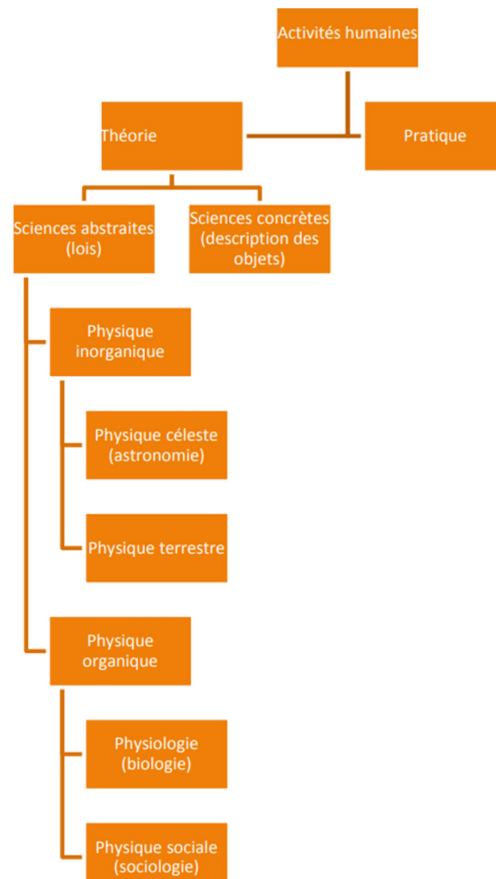 Activités humaines
Théorie
Pratique
Sciences abstraites
(lois)
Sciences concrètes
(description des
objets)
Physique
inorganique
Physique céleste
(astronomie)
Physique terrestre
Physique
organique
Physiologie
(biologie)
Physique sociale
(sociologie)